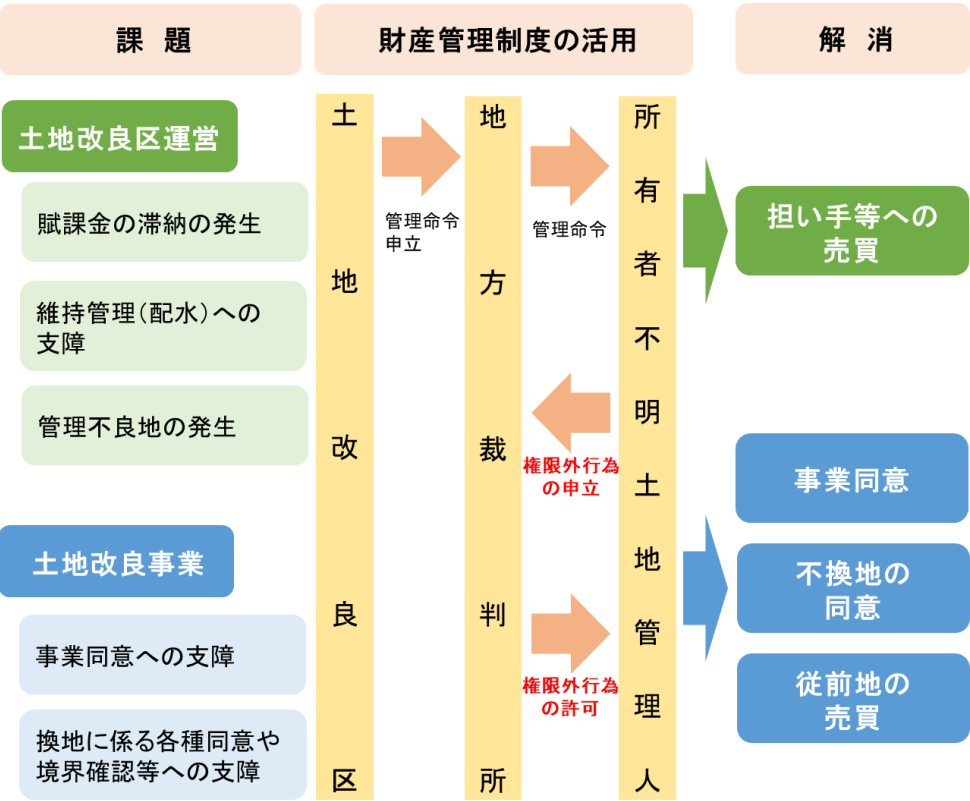 課 題
財産管理制度の活用
解 消
土地改良区運営
賦課金の滞納の発生
維持管理(配水)への
支障
管理不良地の発生
土地改良事業
事業同意への支障
換地に係る各種同意や
境界確認等への支障
土地改良区
管理命令
申立
地方裁判所
管理命令
権限外行為
の申立
権限外行為
の許可
所有者不明土地管理人
担い手等への
売買
事業同意
不換地の
同意
従前地の
売買